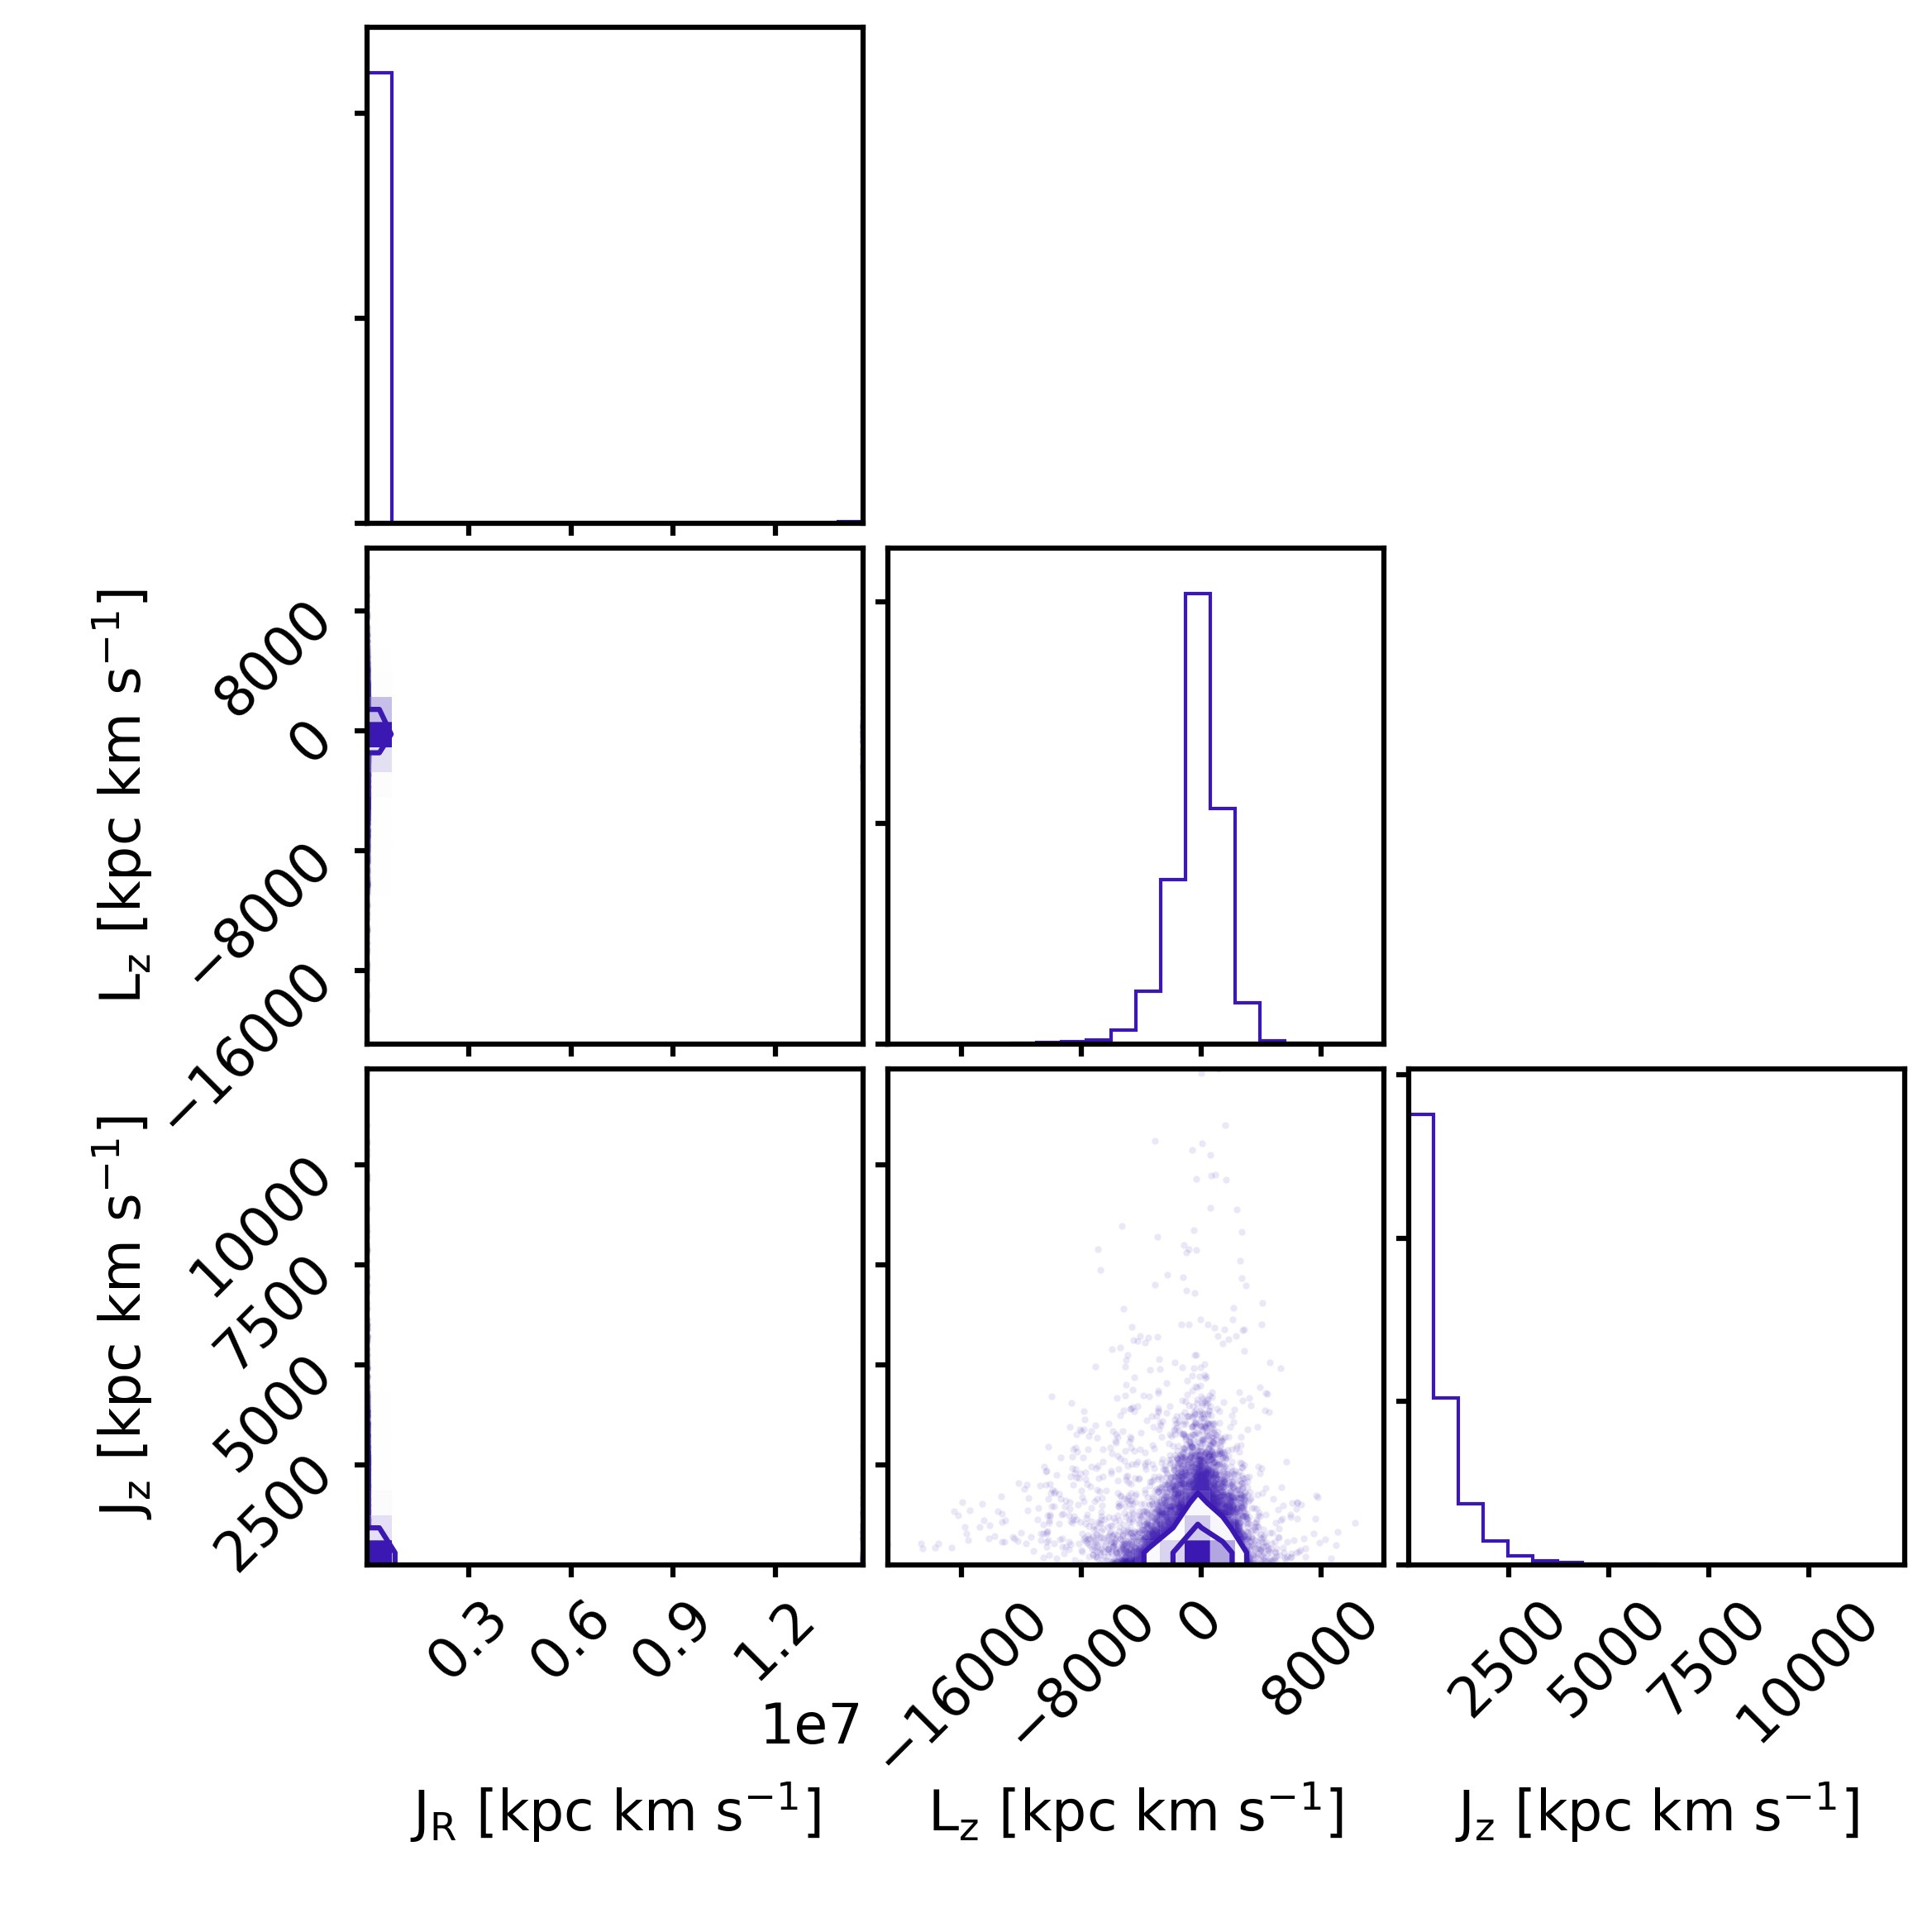 L_z [kpc km s⁻¹]
8000
0
−8000
−16000
J_z [kpc km s⁻¹]
10000
7500
5000
2500
0.3 0.6 0.9 1.2
1e7
−16000 −8000 0 8000
2500 5000 7500 10000
J_R [kpc km s⁻¹]
L_z [kpc km s⁻¹]
J_z [kpc km s⁻¹]